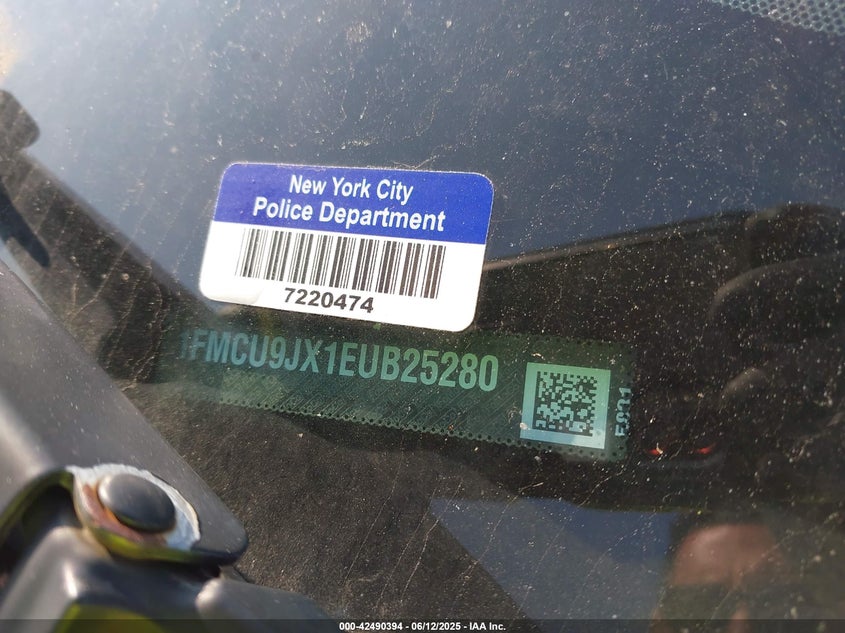 New York City
Police Department
7220474
1FMCU9JX1EUB25280
000-42490394 - 06/12/2025 - IAA Inc.